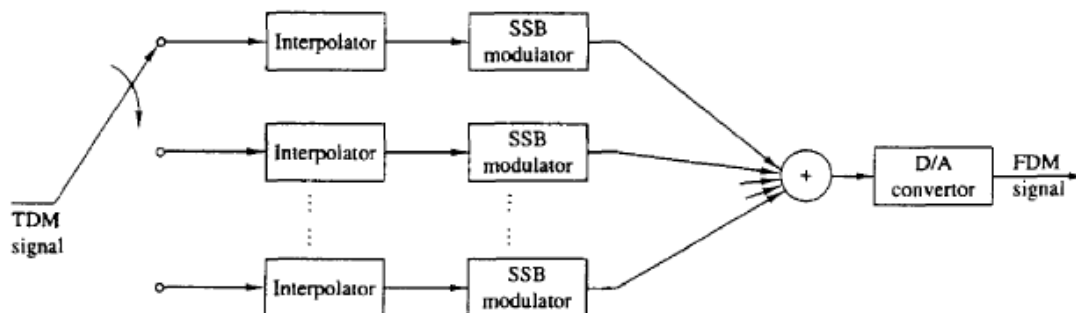 Interpolator
SSB
modulator
Interpolator
SSB
modulator
+
D/A
convertor
FDM
signal
TDM
signal
Interpolator
SSB
modulator